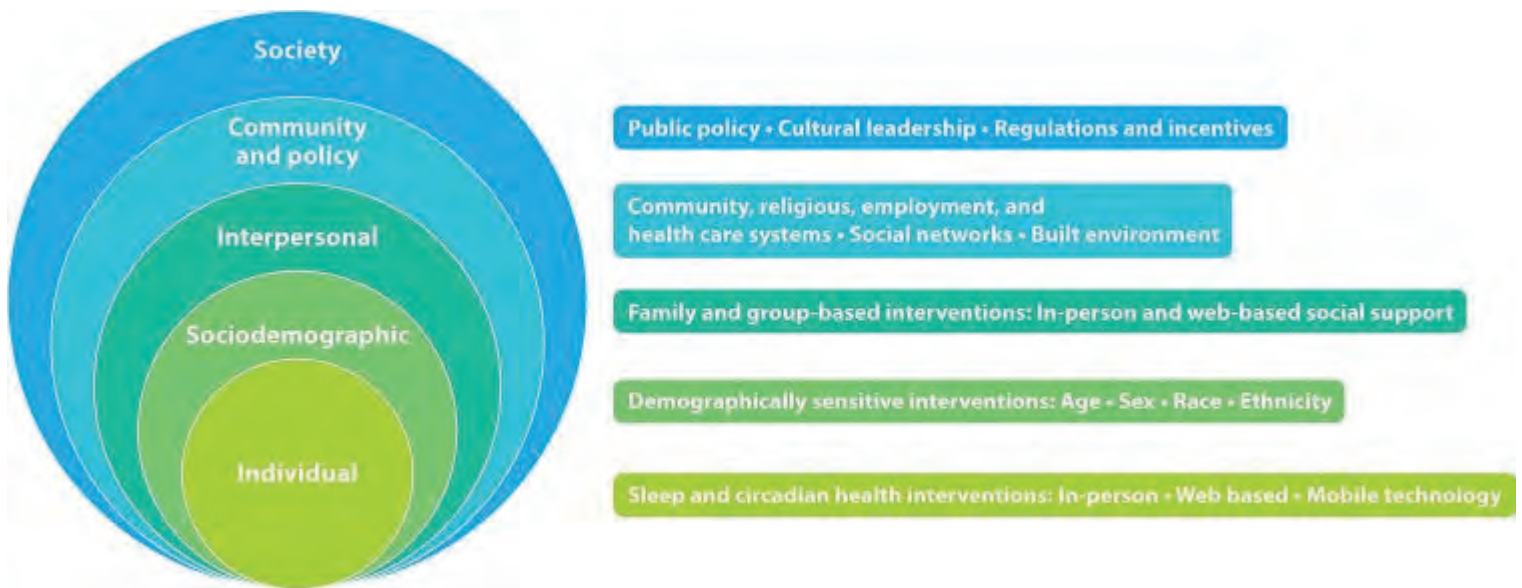 Society
Community
and policy
Interpersonal
Sociodemographic
Individual
Public policy • Cultural leadership • Regulations and incentives
Community, religious, employment, and
health care systems • Social networks • Built environment
Family and group-based interventions: In-person and web-based social support
Demographically sensitive interventions: Age • Sex • Race • Ethnicity
Sleep and circadian health interventions: In-person • Web based • Mobile technology